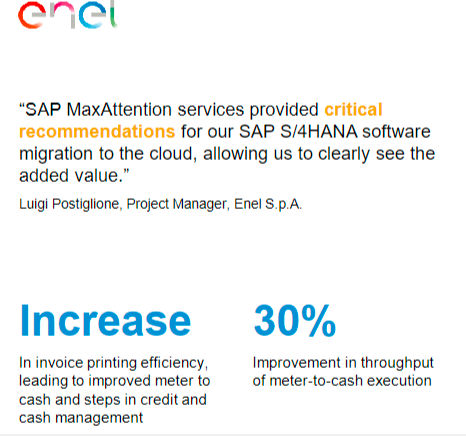 enel
“SAP MaxAttention services provided critical
recommendations for our SAP S/4HANA software
migration to the cloud, allowing us to clearly see the
added value.”
Luigi Postiglione, Project Manager, Enel S.p.A.
Increase
In invoice printing efficiency,
leading to improved meter to
cash and steps in credit and
cash management
30%
Improvement in throughput
of meter-to-cash execution